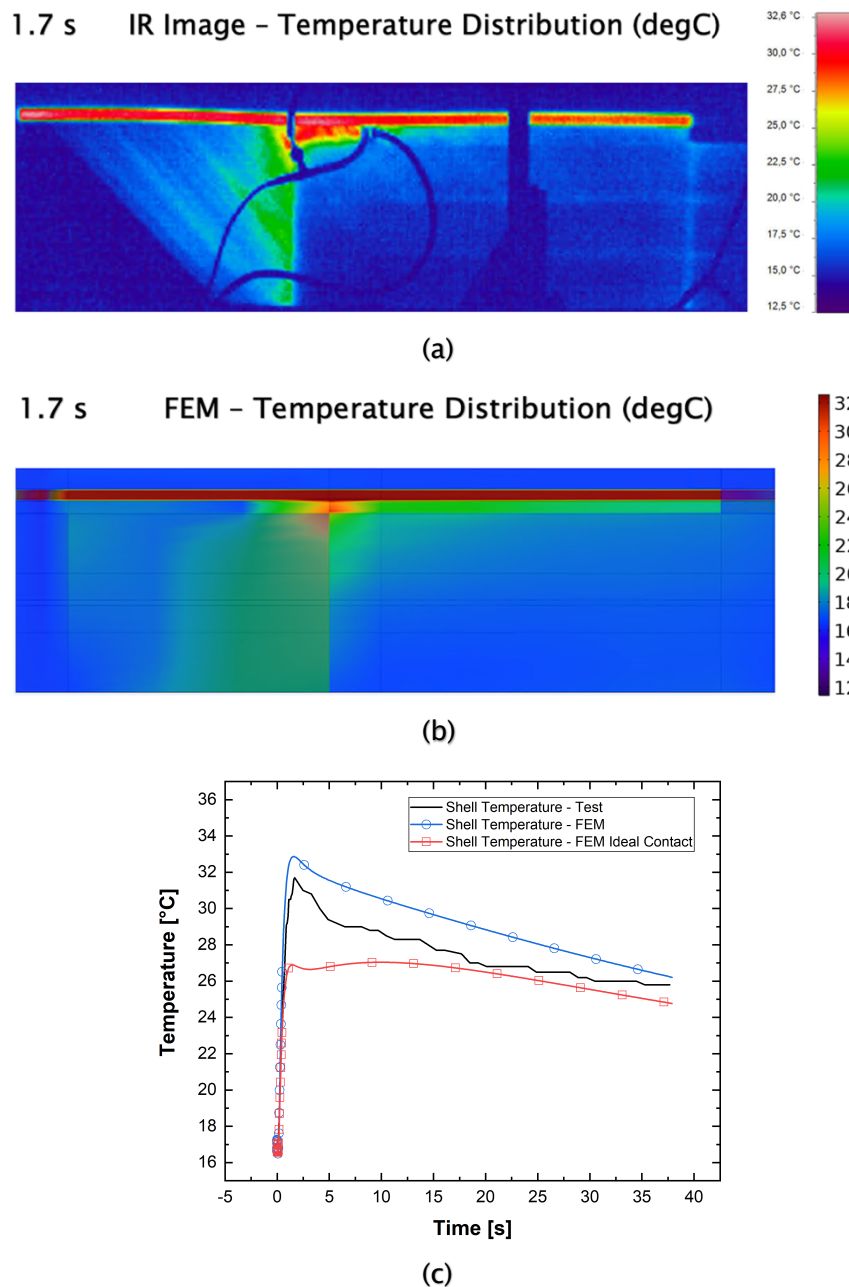 1.7 s IR Image – Temperature Distribution (degC)
32,6 °C
30,0 °C
27,5 °C
25,0 °C
22,5 °C
20,0 °C
17,5 °C
15,0 °C
12,5 °C
(a)
1.7 s FEM – Temperature Distribution (degC)
32
30
28
26
24
22
20
18
16
14
12
(b)
Shell Temperature - Test
Shell Temperature - FEM
Shell Temperature - FEM Ideal Contact
36
34
32
30
28
26
24
22
20
18
16
Temperature [°C]
-5 0 5 10 15 20 25 30 35 40
Time [s]
(c)